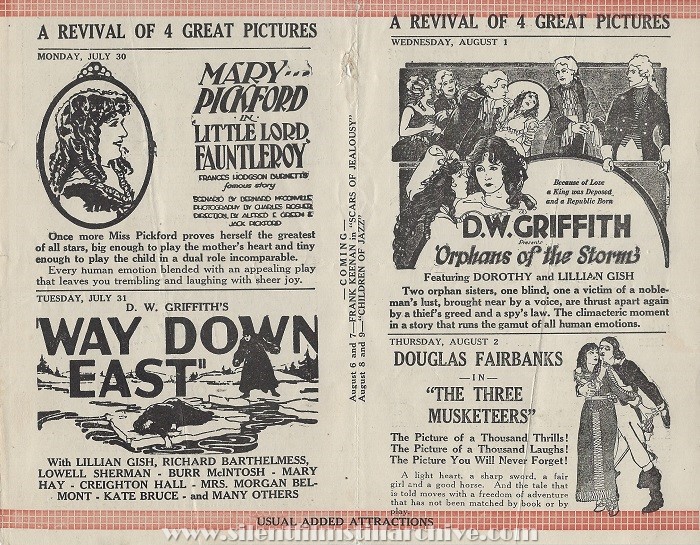 A REVIVAL OF 4 GREAT PICTURES
MONDAY, JULY 30
MARY
PICKFORD
IN
"LITTLE LORD
FAUNTLEROY
FRANCES HODGSON BURNETT'S
famous story
SCENARIO BY BERNARD McCONVILLE
PHOTOGRAPHY BY CHARLES ROSHER
DIRECTION BY ALFRED E. GREEN &
JACK PICKFORD
Once more Miss Pickford proves herself the greatest
of all stars, big enough to play the mother's heart and tiny
enough to play the child in a dual role incomparable.
Every human emotion blended with an appealing play
that leaves you trembling and laughing with sheer joy.
TUESDAY, JULY 31
D. W. GRIFFITH'S
"WAY DOWN
EAST"
With LILLIAN GISH, RICHARD BARTHELMESS,
LOWELL SHERMAN - BURR McINTOSH - MARY
HAY - CREIGHTON HALL - MRS. MORGAN BEL-
MONT - KATE BRUCE - and MANY OTHERS
—COMING—
August 6 and 7—FRANK KEENAN in "SCARS OF JEALOUSY"
August 8 and 9—"CHILDREN OF JAZZ"
A REVIVAL OF 4 GREAT PICTURES
WEDNESDAY, AUGUST 1
Because of Love
a King was Deposed
and a Republic Born
D.W. GRIFFITH
Presents
"Orphans of the Storm"
Featuring DOROTHY and LILLIAN GISH
Two orphan sisters, one blind, one a victim of a noble-
man's lust, brought near by a voice, are thrust apart again
by a thief's greed and a spy's law. The climacteric moment
in a story that runs the gamut of all human emotions.
THURSDAY, AUGUST 2
DOUGLAS FAIRBANKS
—IN—
"THE THREE
MUSKETEERS"
The Picture of a Thousand Thrills!
The Picture of a Thousand Laughs!
The Picture You Will Never Forget!
A light heart, a sharp sword, a fair
girl and a good horse. And the tale that
is told moves with a freedom of adventure
that has not been matched by book or by
play.
USUAL ADDED ATTRACTIONS
www.silentfilmstillarchive.com